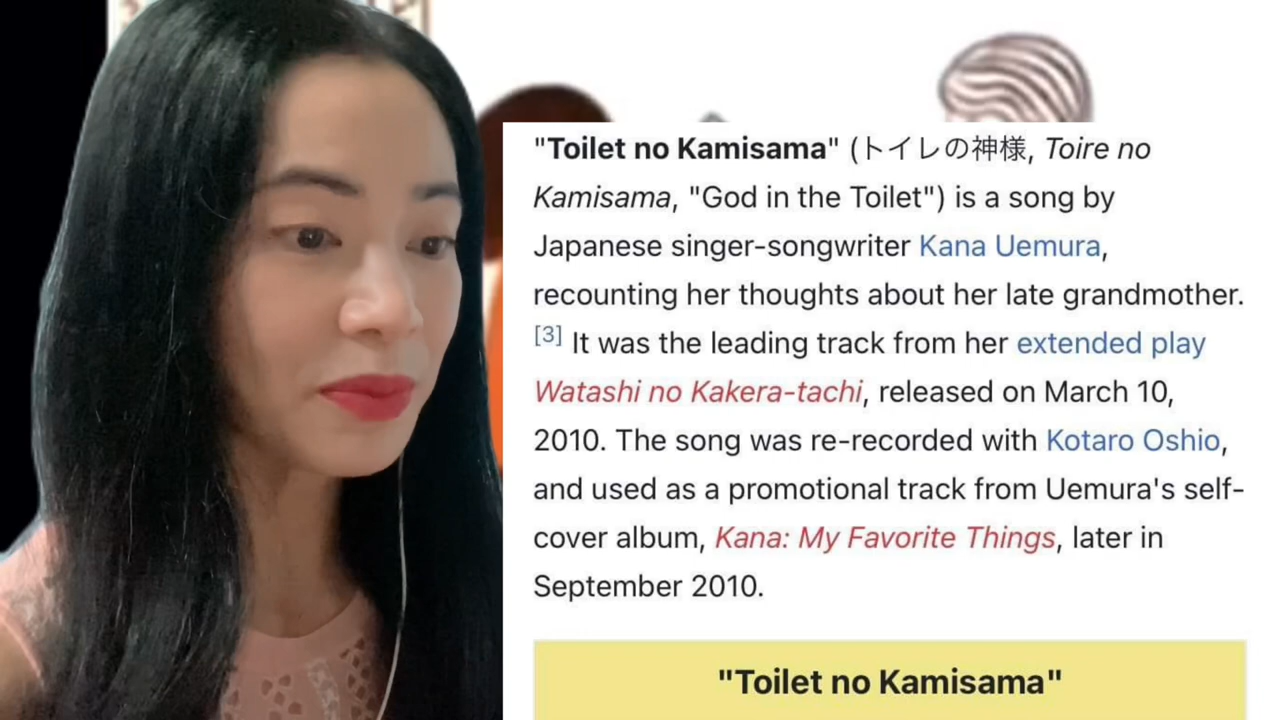 "Toilet no Kamisama" (トイレの神様, Toire no
Kamisama, "God in the Toilet") is a song by
Japanese singer-songwriter Kana Uemura,
recounting her thoughts about her late grandmother.
[3] It was the leading track from her extended play
Watashi no Kakera-tachi, released on March 10,
2010. The song was re-recorded with Kotaro Oshio,
and used as a promotional track from Uemura's self-
cover album, Kana: My Favorite Things, later in
September 2010.
"Toilet no Kamisama"